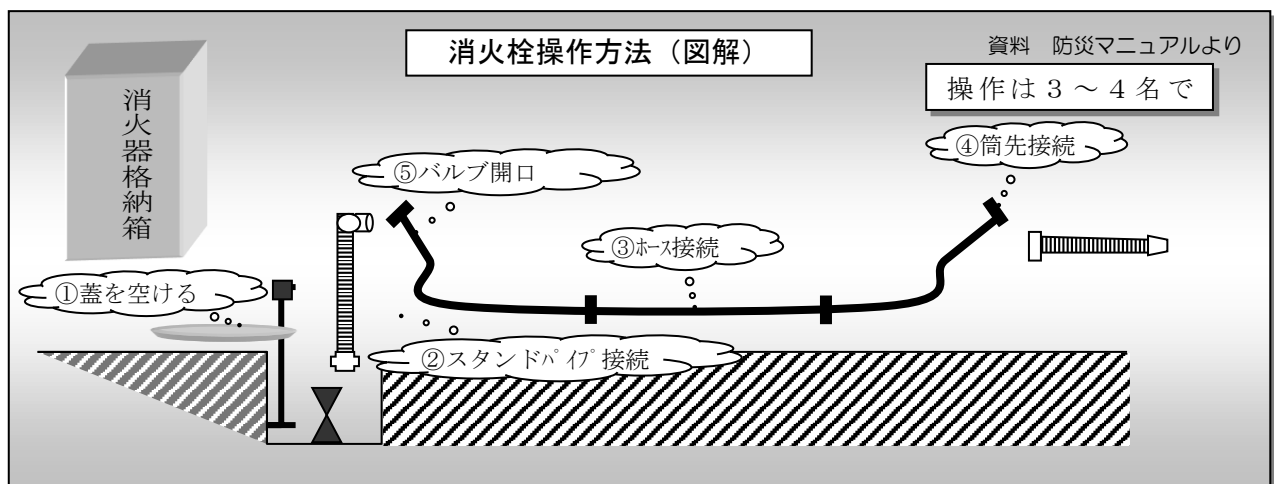 消火栓操作方法（図解）
資料　防災マニュアルより
操作は３～４名で
消火器格納箱
①蓋を空ける
②スタンドﾊﾟｲﾌﾟ接続
③ﾎｰｽ接続
④筒先接続
⑤バルブ開口